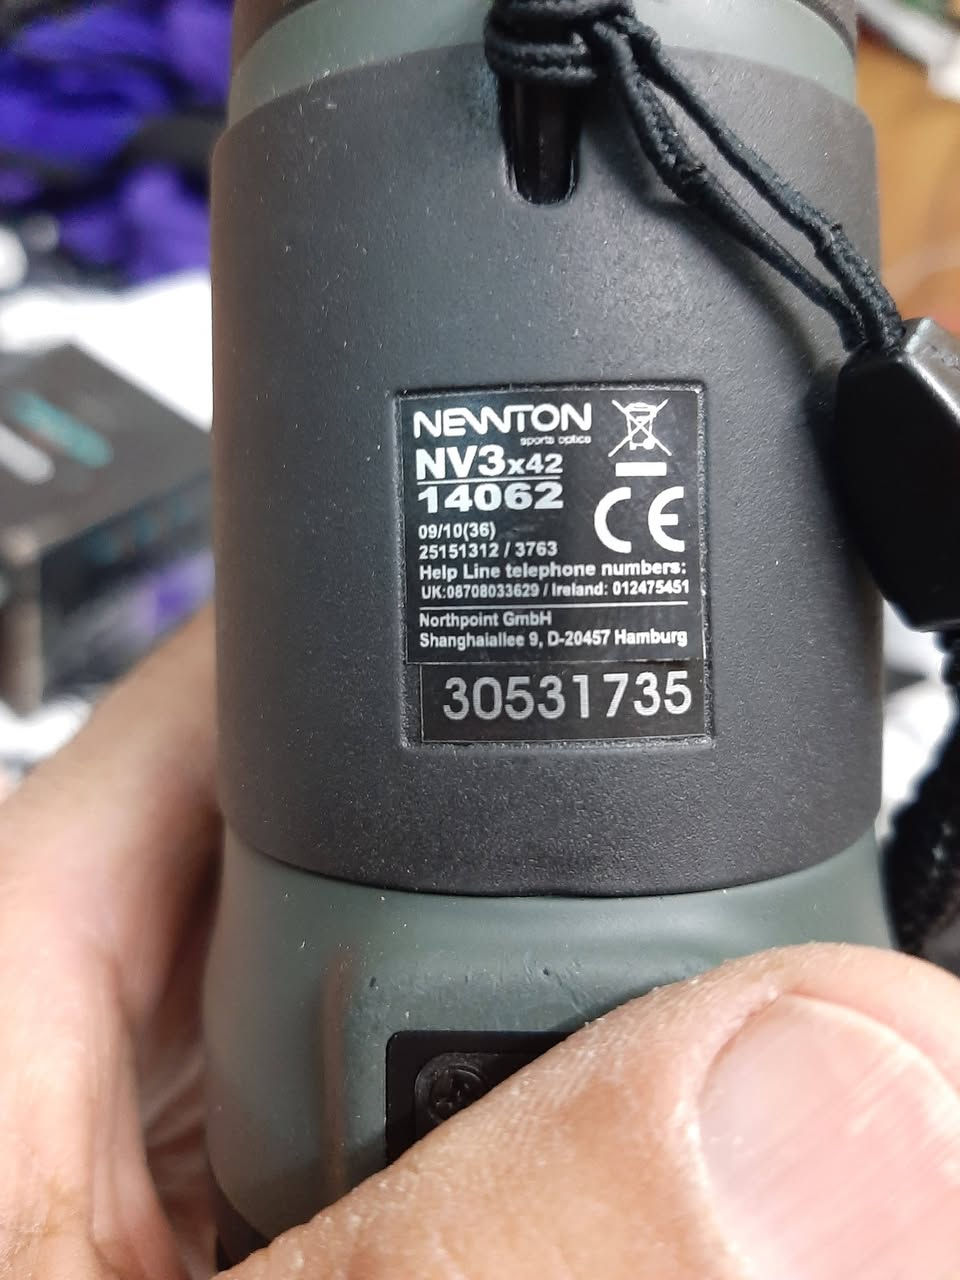 NEWTON
sports optics
NV3x42
14062
09/10(36)
25151312 / 3763
CE
Help Line telephone numbers:
UK:08708033629 / Ireland: 012475451
Northpoint GmbH
Shanghaiallee 9, D-20457 Hamburg
30531735